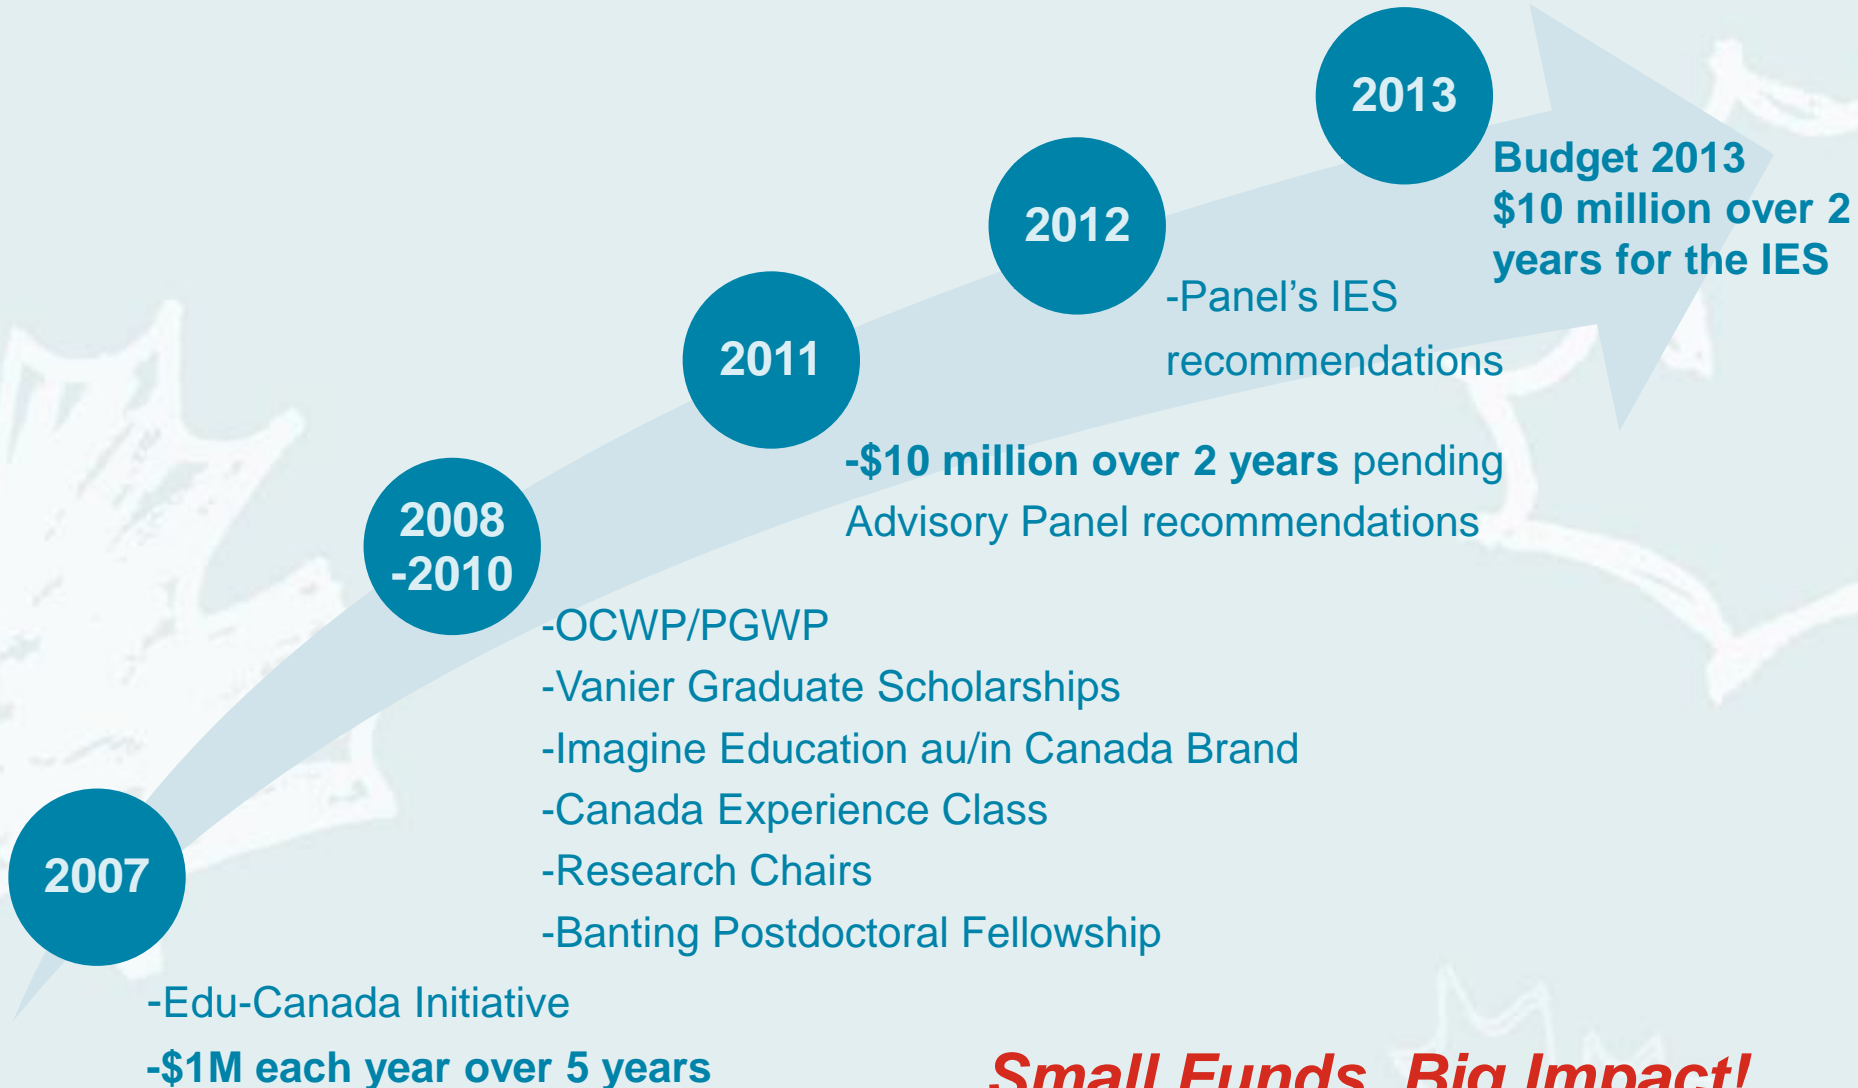 2013
Budget 2013
$10 million over 2
years for the IES
2012
-Panel’s IES
recommendations
2011
-$10 million over 2 years pending
Advisory Panel recommendations
2008
-2010
-OCWP/PGWP
-Vanier Graduate Scholarships
-Imagine Education au/in Canada Brand
-Canada Experience Class
-Research Chairs
-Banting Postdoctoral Fellowship
2007
-Edu-Canada Initiative
-$1M each year over 5 years
Small Funds, Big Impact!